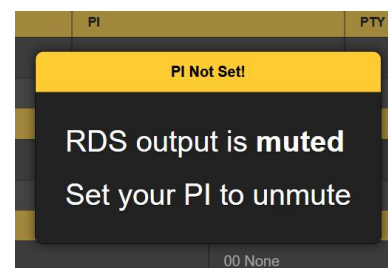 PI PTY
PI Not Set!
RDS output is muted
Set your PI to unmute
00 None